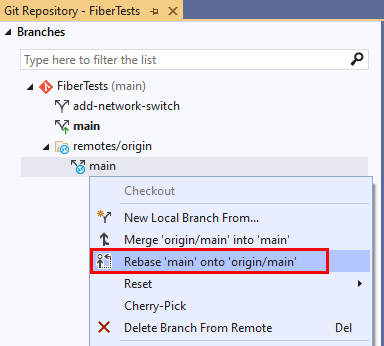 Git Repository - FiberTests
Branches
Type here to filter the list
FiberTests (main)
add-network-switch
main
remotes/origin
main
Checkout
New Local Branch From...
Merge 'origin/main' into 'main'
Rebase 'main' onto 'origin/main'
Reset
Cherry-Pick
Delete Branch From Remote Del